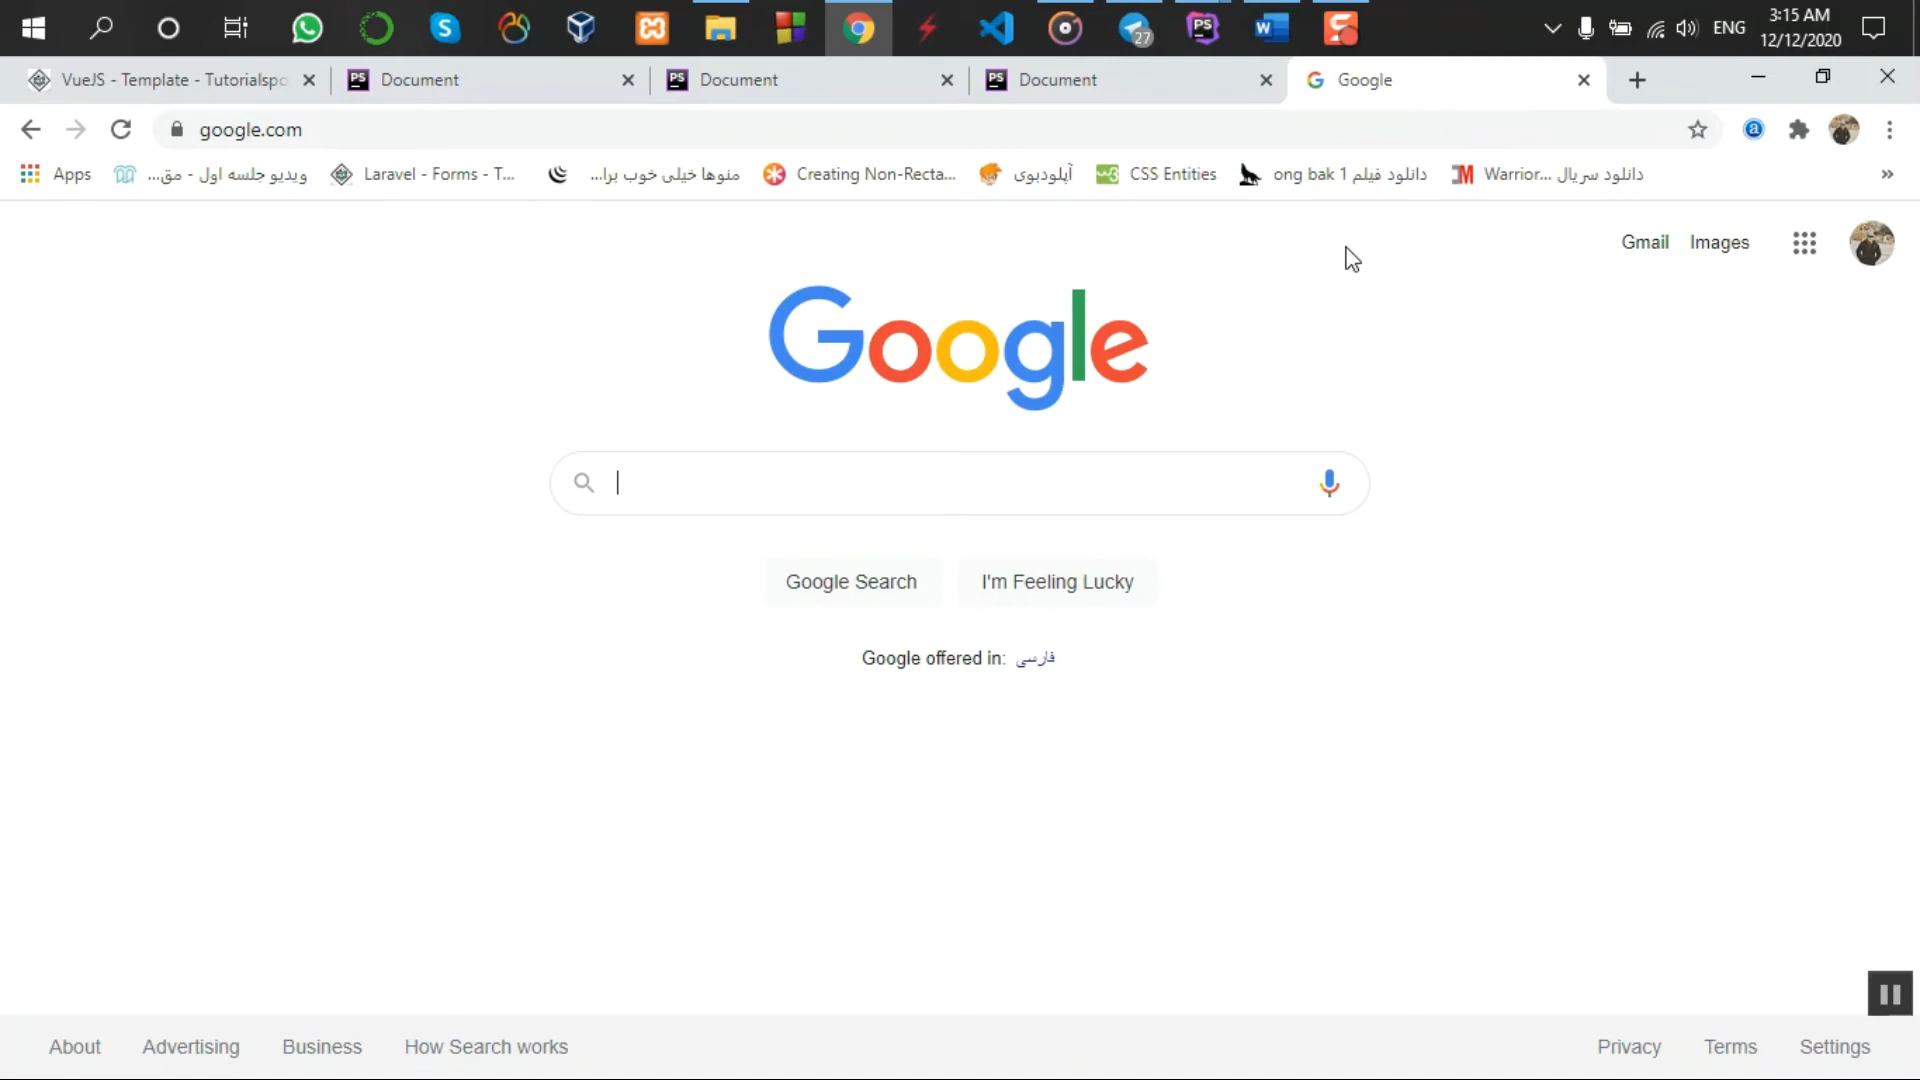 27
ENG
3:15 AM
12/12/2020
VueJS - Template - Tutorialspo
Document
Document
Document
Google
google.com
Apps
ویدیو جلسه اول - مق...
Laravel - Forms - T...
منوها خیلی خوب برا...
Creating Non-Recta...
آپلودبوی
CSS Entities
دانلود فیلم ong bak 1
دانلود سریال Warrior...
Gmail
Images
Google
Google Search
I'm Feeling Lucky
Google offered in: فارسی
About
Advertising
Business
How Search works
Privacy
Terms
Settings